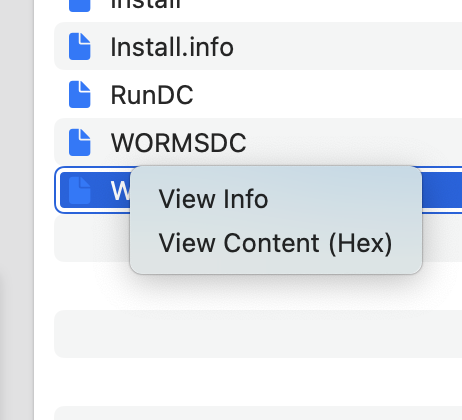 Install
Install.info
RunDC
WORMSDC
View Info
View Content (Hex)